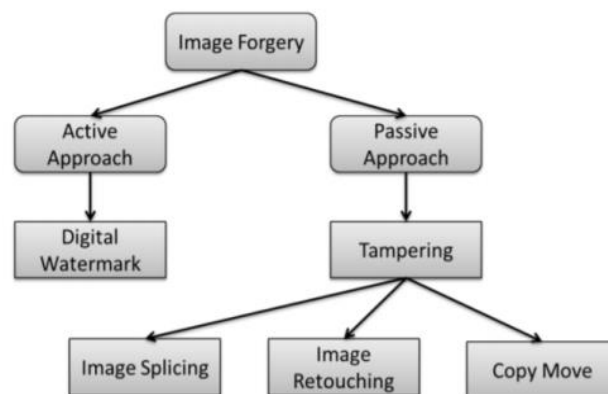 Image Forgery
Active
Approach
Passive
Approach
Digital
Watermark
Tampering
Image Splicing
Image
Retouching
Copy Move